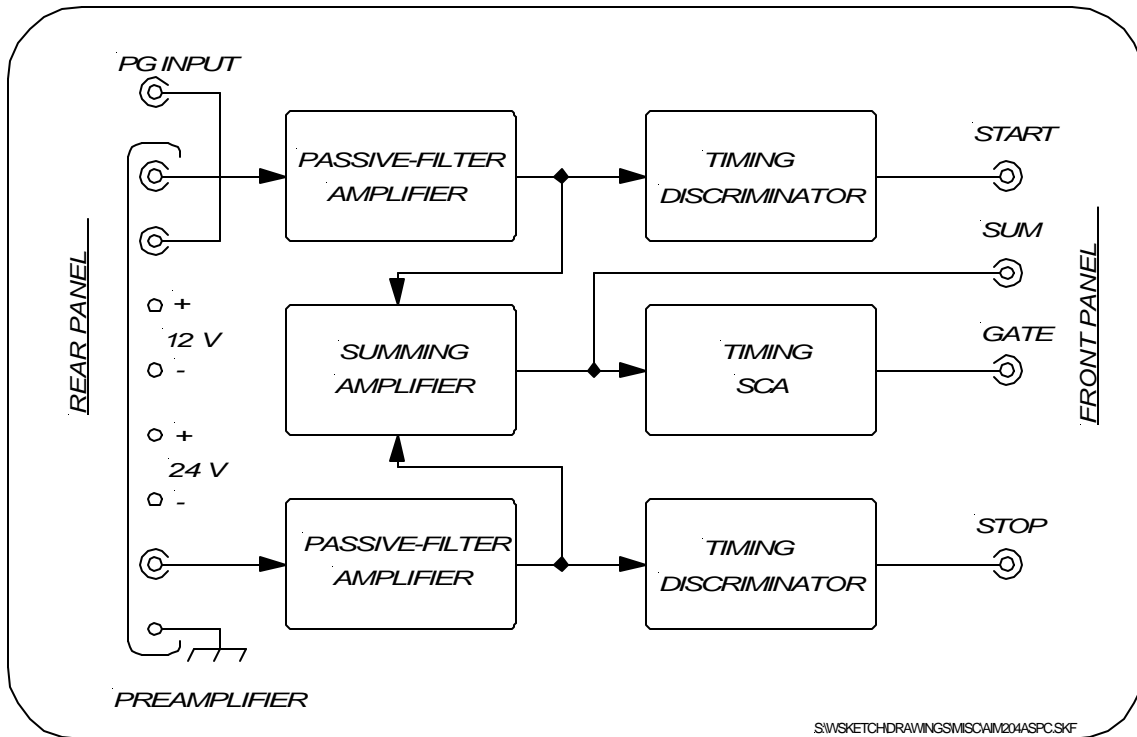 PG INPUT
REAR PANEL
+
12 V
-
+
24 V
-
PREAMPLIFIER
PASSIVE-FILTER
AMPLIFIER
SUMMING
AMPLIFIER
PASSIVE-FILTER
AMPLIFIER
TIMING
DISCRIMINATOR
TIMING
SCA
TIMING
DISCRIMINATOR
START
SUM
GATE
STOP
FRONT PANEL
S:\WSKETCH\DRAWINGS\MISC\AIM204ASPC.SKF